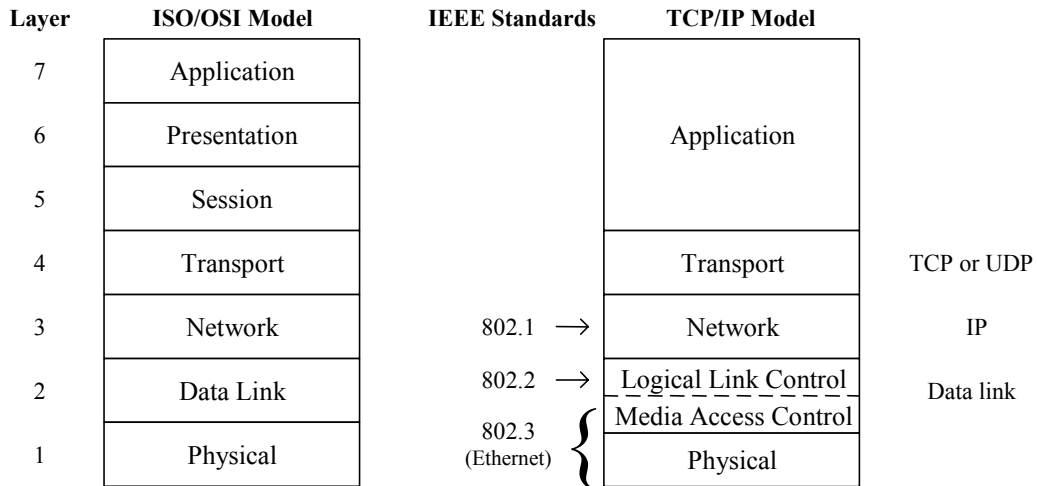 Layer ISO/OSI Model IEEE Standards TCP/IP Model
7 Application
6 Presentation Application
5 Session
4 Transport Transport TCP or UDP
3 Network 802.1 → Network IP
802.2 → Logical Link Control
2 Data Link Data link
Media Access Control
802.3
(Ethernet)
1 Physical Physical